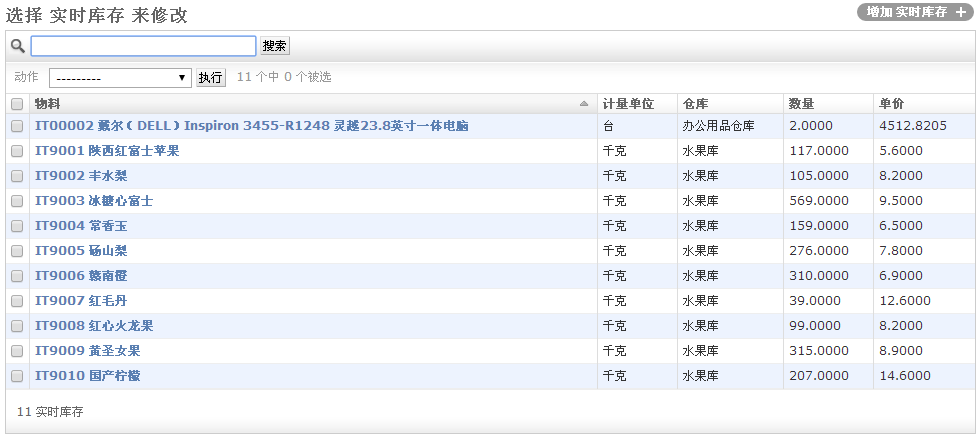 选择 实时库存 来修改
增加 实时库存 +
搜索
动作 --------- 执行 11 个中 0 个被选
物料 计量单位 仓库 数量 单价
IT00002 戴尔（DELL）Inspiron 3455-R1248 灵越23.8英寸一体电脑 台 办公用品仓库 2.0000 4512.8205
IT9001 陕西红富士苹果 千克 水果库 117.0000 5.6000
IT9002 丰水梨 千克 水果库 105.0000 8.2000
IT9003 冰糖心富士 千克 水果库 569.0000 9.5000
IT9004 常香玉 千克 水果库 159.0000 6.5000
IT9005 砀山梨 千克 水果库 276.0000 7.8000
IT9006 赣南橙 千克 水果库 310.0000 6.9000
IT9007 红毛丹 千克 水果库 39.0000 12.6000
IT9008 红心火龙果 千克 水果库 99.0000 8.2000
IT9009 黄圣女果 千克 水果库 315.0000 8.9000
IT9010 国产柠檬 千克 水果库 207.0000 14.6000
11 实时库存